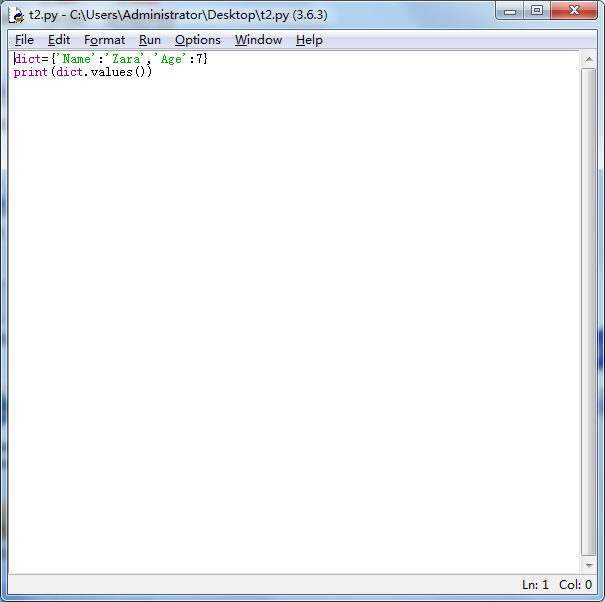 t2.py - C:\Users\Administrator\Desktop\t2.py (3.6.3)
File Edit Format Run Options Window Help
dict={'Name':'Zara','Age':7}
print(dict.values())
Ln: 1 Col: 0